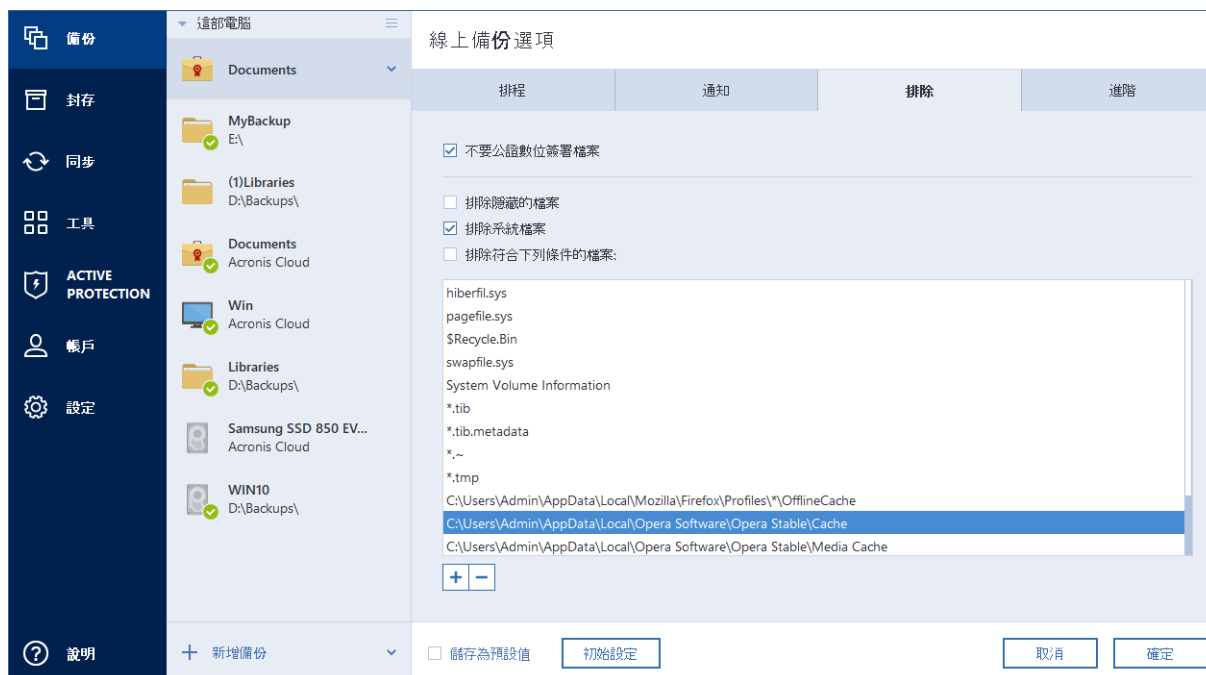 備份
封存
同步
工具
ACTIVE
PROTECTION
帳戶
設定
說明
這部電腦
Documents
MyBackup
E:\
(1)Libraries
D:\Backups\
Documents
Acronis Cloud
Win
Acronis Cloud
Libraries
D:\Backups\
Samsung SSD 850 EV...
Acronis Cloud
WIN10
D:\Backups\
新增備份
線上備份選項
排程
通知
排除
進階
不要公證數位簽署檔案
排除隱藏的檔案
排除系統檔案
排除符合下列條件的檔案:
hiberfil.sys
pagefile.sys
$Recycle.Bin
swapfile.sys
System Volume Information
*.tib
*.tib.metadata
*.~
*.tmp
C:\Users\Admin\AppData\Local\Mozilla\Firefox\Profiles\*\OfflineCache
C:\Users\Admin\AppData\Local\Opera Software\Opera Stable\Cache
C:\Users\Admin\AppData\Local\Opera Software\Opera Stable\Media Cache
儲存為預設值
初始設定
取消
確定